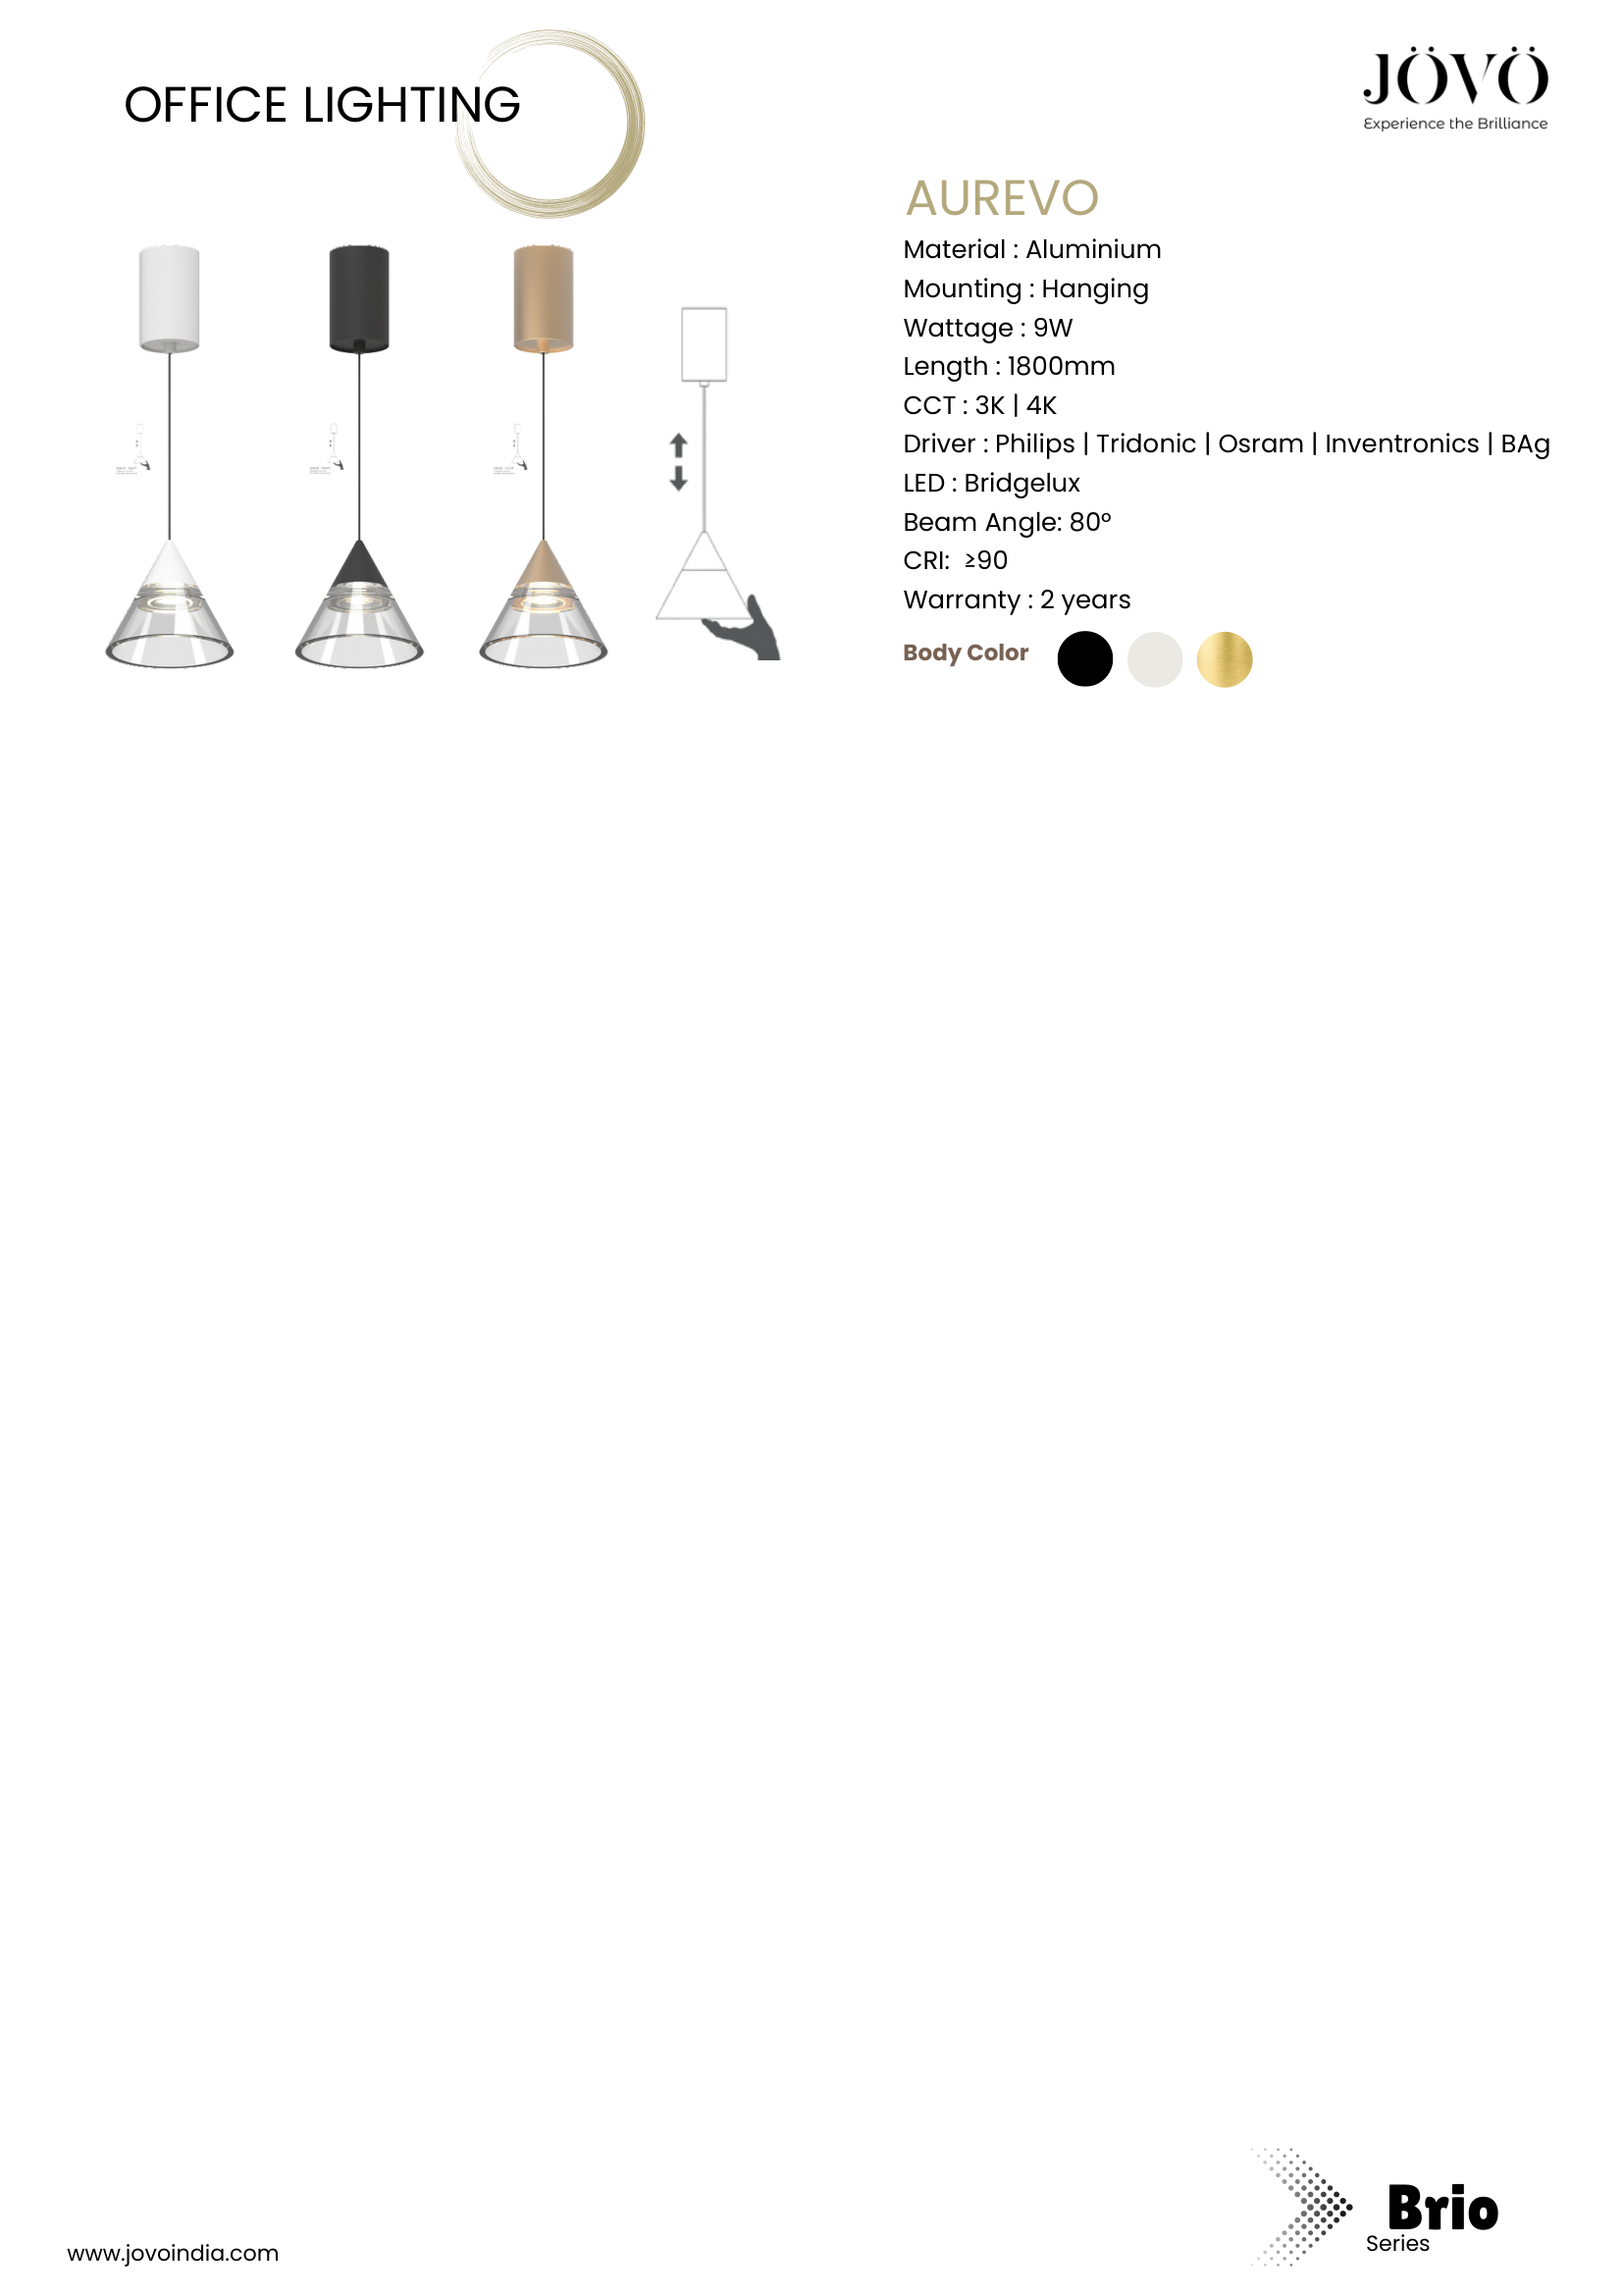 OFFICE LIGHTING
JÖVÖ
Experience the Brilliance
AUREVO
Material : Aluminium
Mounting : Hanging
Wattage : 9W
Length : 1800mm
CCT : 3K | 4K
Driver : Philips | Tridonic | Osram | Inventronics | BAg
LED : Bridgelux
Beam Angle: 80°
CRI: ≥90
Warranty : 2 years
Body Color
Brio
Series
www.jovoindia.com